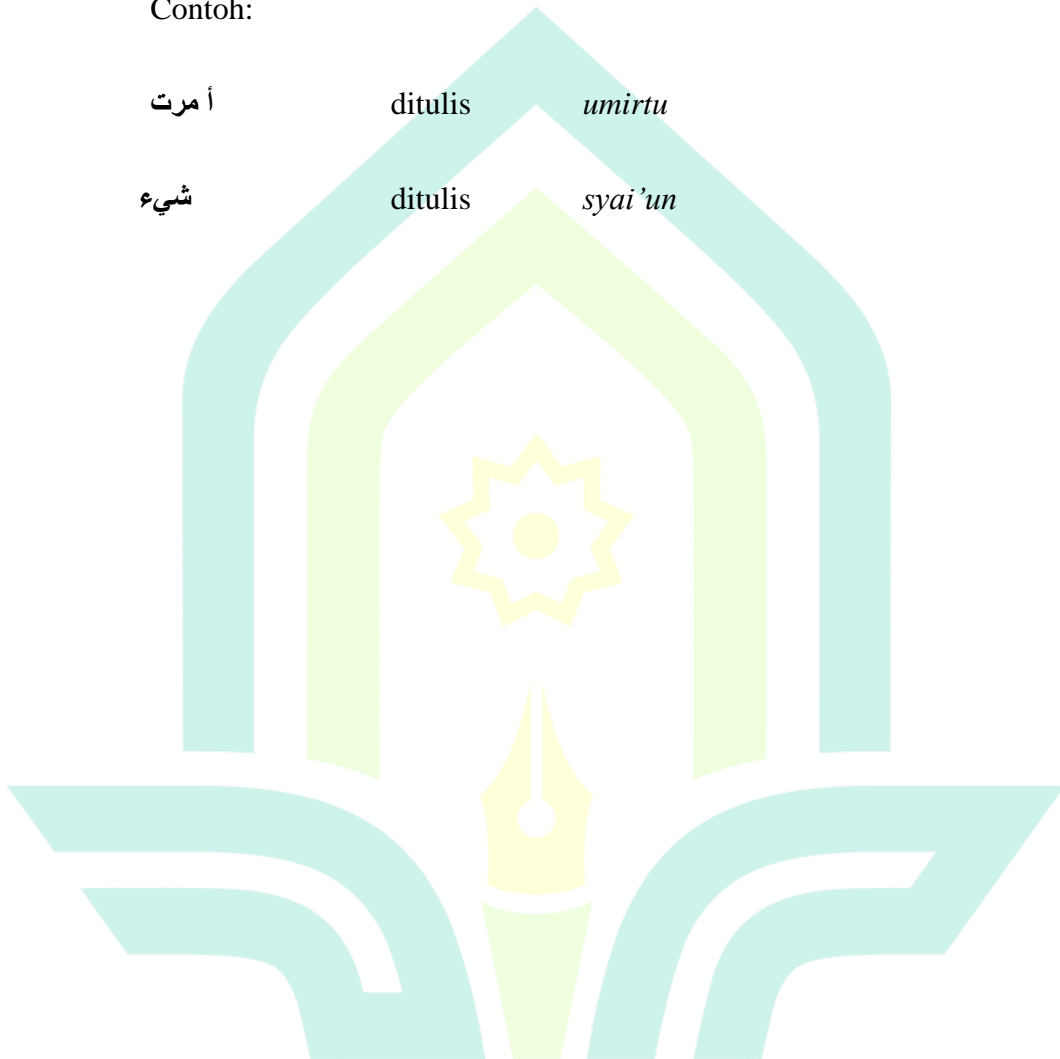 Contoh:
أ مرت ditulis umirtu
شيء ditulis syai’un